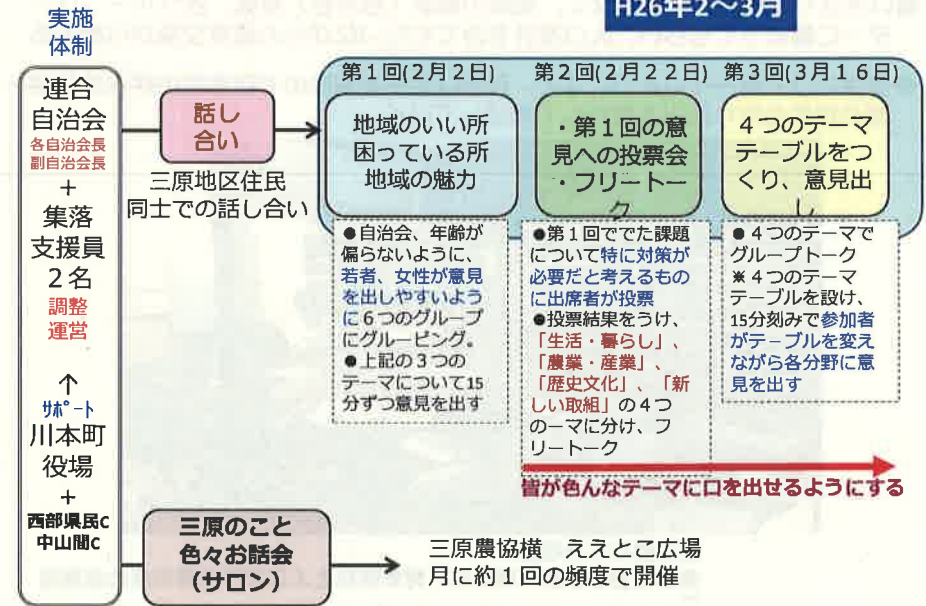 実施
体制
H26年2～3月
連合
自治会
各自治会長
副自治会長
+
集落
支援員
２名
調整
運営
↑
ｻﾎﾟｰﾄ
川本町
役場
+
西部県民C
中山間C
話し
合い
三原地区住民
同士での話し合い
第１回(２月２日)
地域のいい所
困っている所
地域の魅力
●自治会、年齢が
偏らないように、
若者、女性が意見
を出しやすいよう
に６つのグループ
にグルーピング。
●上記の３つの
テーマについて15
分ずつ意見を出す
第２回(２月２２日)
・第１回の意
見への投票会
・フリートー
ク
●第１回ででた課題
について特に対策が
必要だと考えるもの
に出席者が投票
●投票結果をうけ、
「生活・暮らし」、
「農業・産業」、
「歴史文化」、「新
しい取組」の４つ
のーマに分け、フ
リートーク
第３回(３月１６日)
４つのテーマ
テーブルをつ
くり、意見出
し
●４つのテーマで
グループトーク
※４つのテーマ
テーブルを設け、
15分刻みで参加者
がテーブルを変え
ながら各分野に意
見を出す
皆が色んなテーマに口を出せるようにする
三原のこと
色々お話会
（サロン）
三原農協横　ええとこ広場
月に約１回の頻度で開催